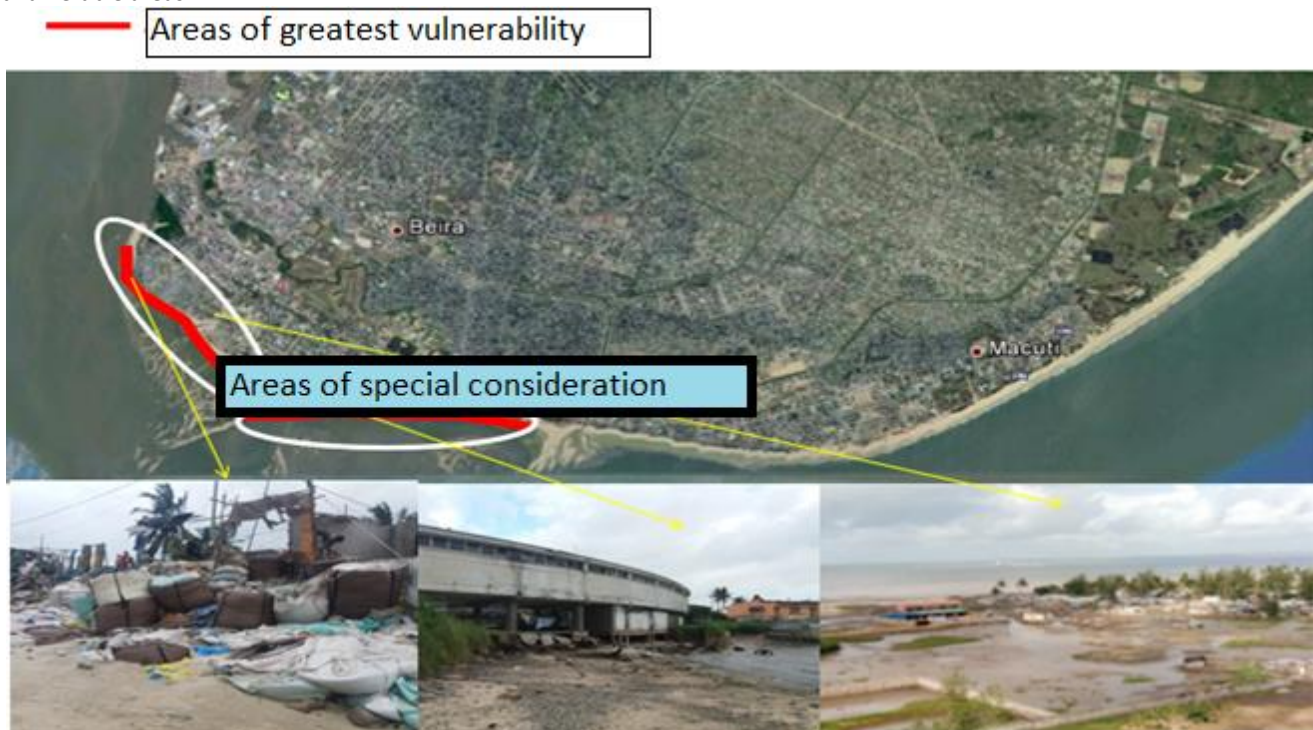 Areas of greatest vulnerability
Beira
Macuti
Areas of special consideration